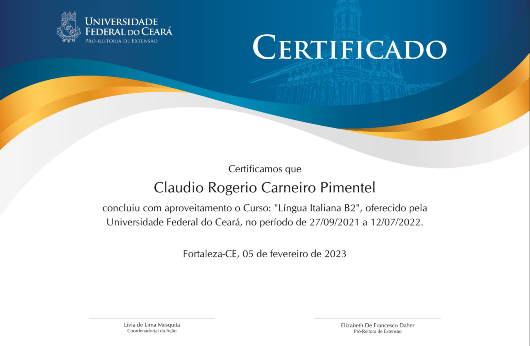 UNIVERSIDADE
FEDERAL DO CEARÁ
PRÓ-REITORIA DE EXTENSÃO
CERTIFICADO
Certificamos que
Claudio Rogerio Carneiro Pimentel
concluiu com aproveitamento o Curso: "Língua Italiana B2", oferecido pela
Universidade Federal do Ceará, no período de 27/09/2021 a 12/07/2022.
Fortaleza-CE, 05 de fevereiro de 2023
Livia de Lima Mesquita
Coordenador(a) da Ação
Elizabeth De Francesco Daher
Pró-Reitora de Extensão